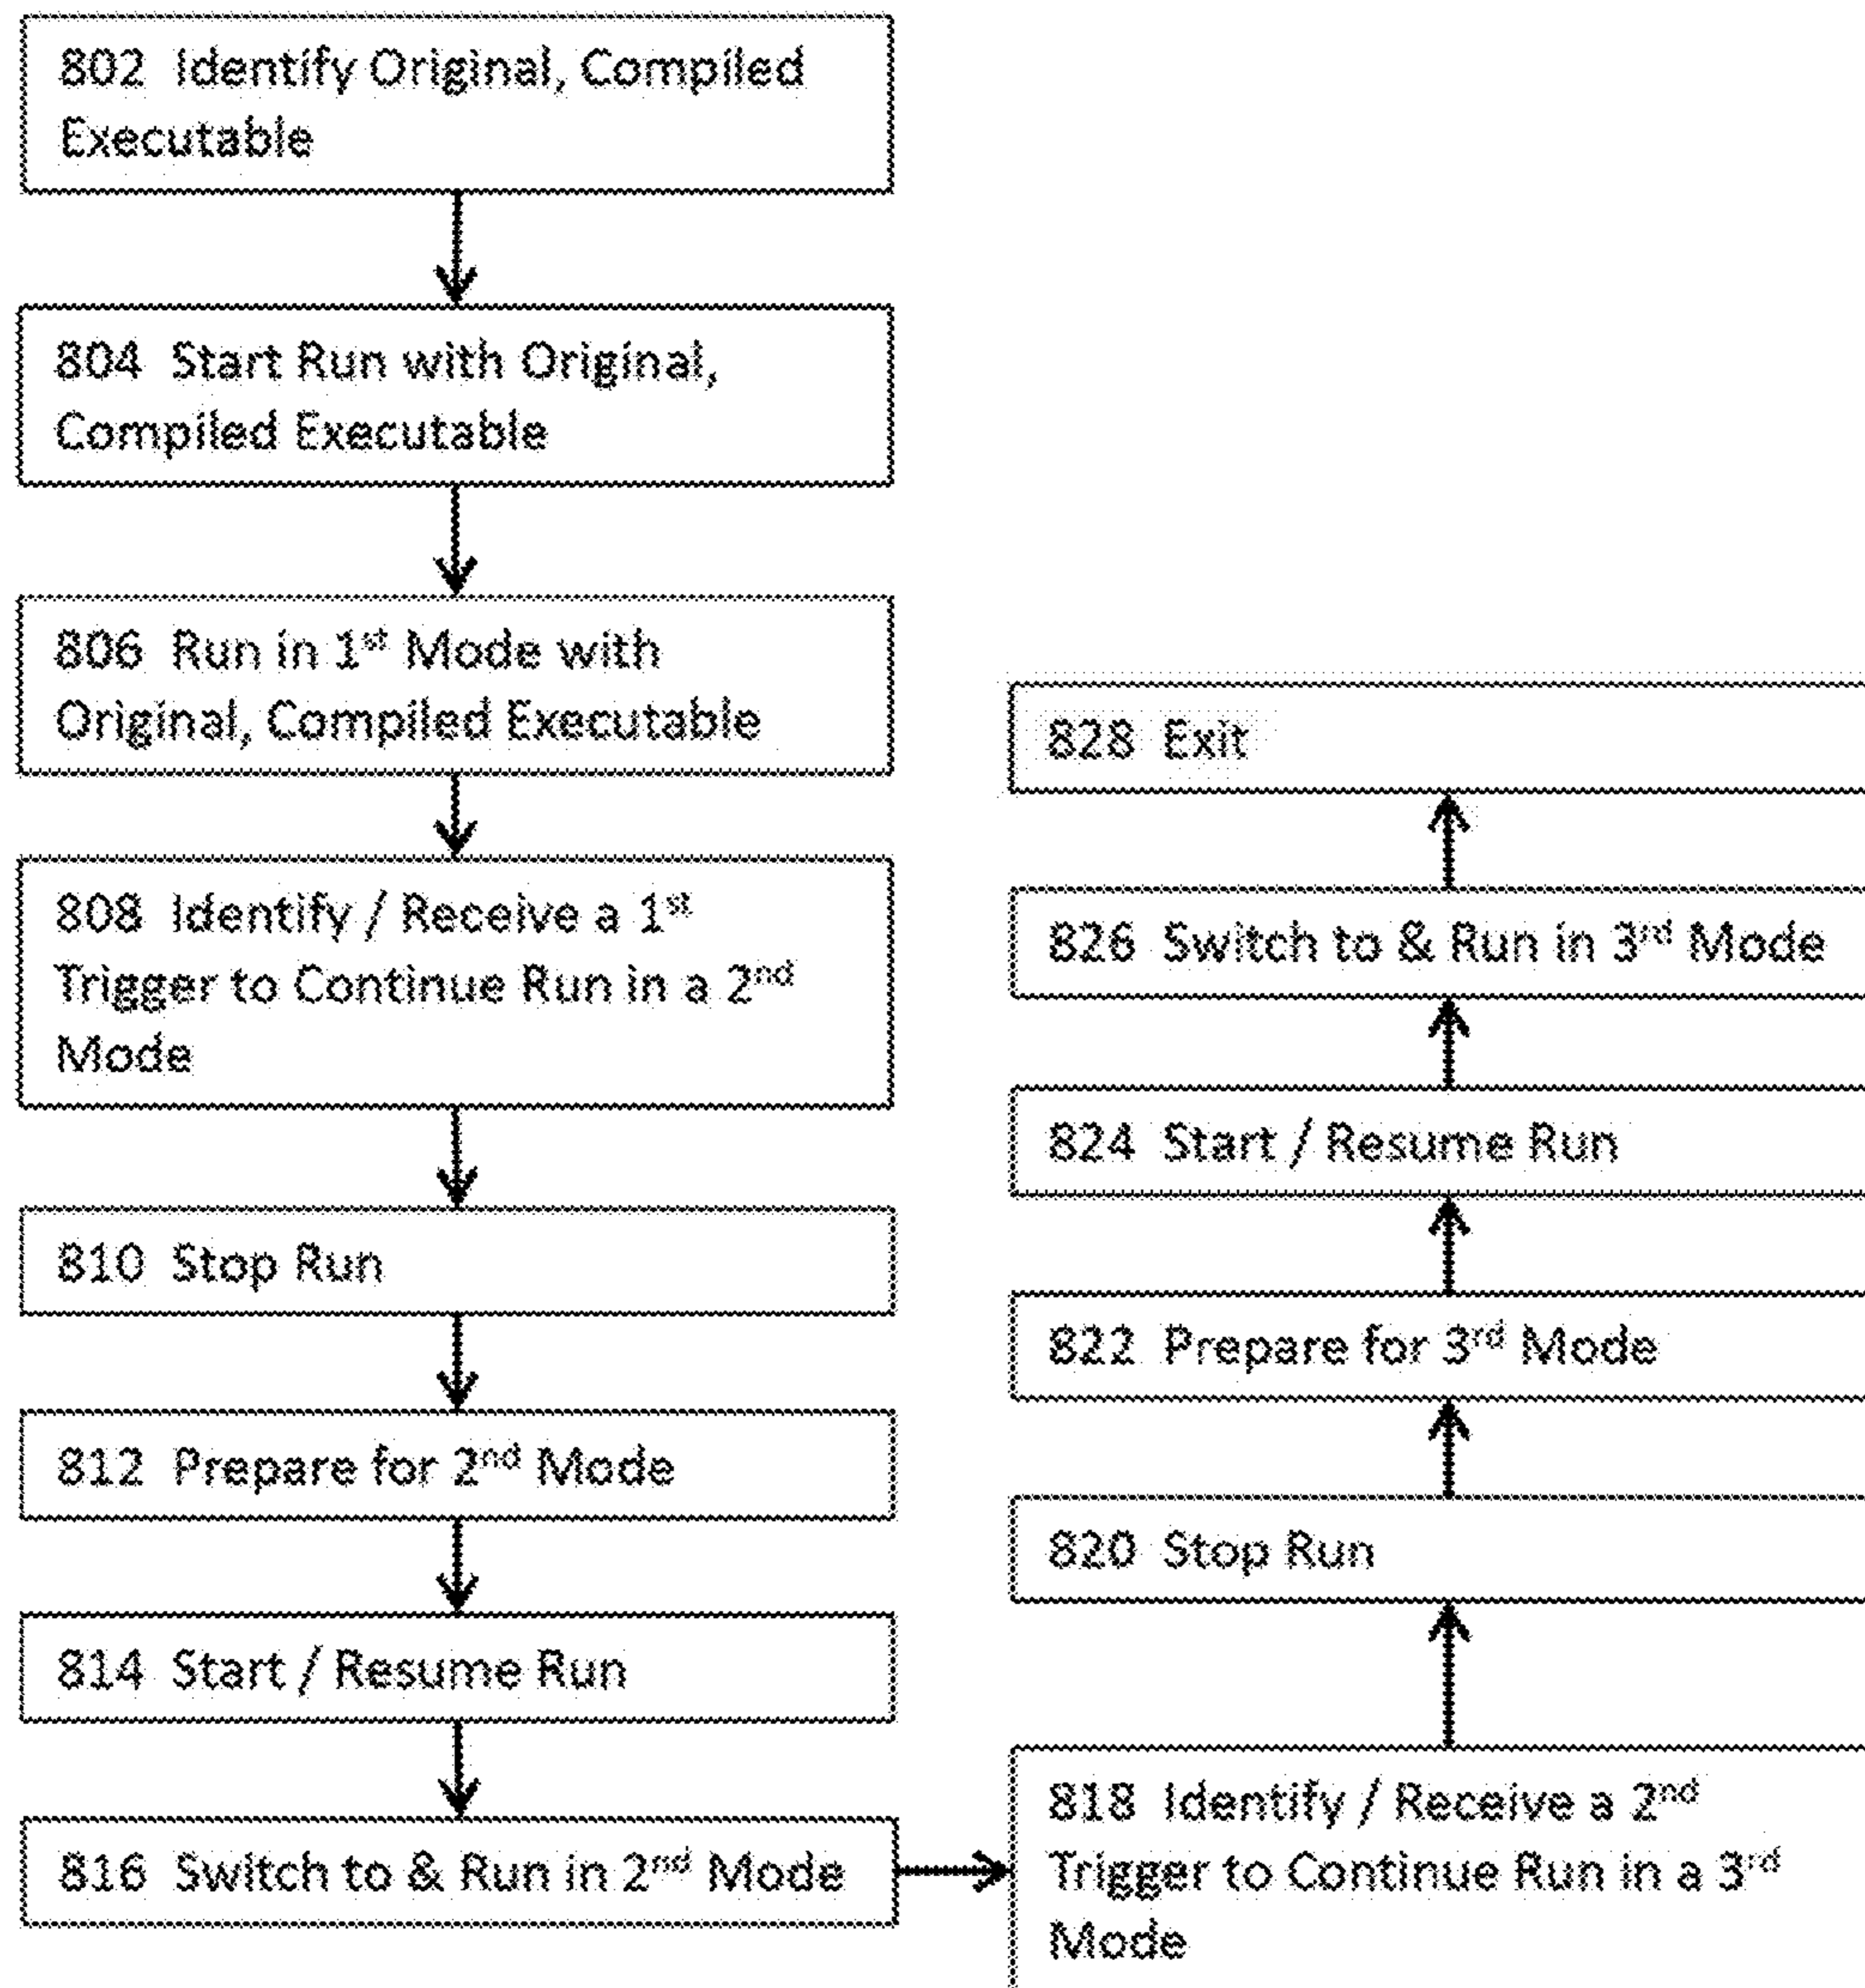 802 Identify Original, Compiled
Executable
804 Start Run with Original,
Compiled Executable
806 Run in 1st Mode with
Original, Compiled Executable
808 Identify / Receive a 1st
Trigger to Continue Run in a 2nd
Mode
810 Stop Run
812 Prepare for 2nd Mode
814 Start / Resume Run
816 Switch to & Run in 2nd Mode
818 Identify / Receive a 2nd
Trigger to Continue Run in a 3rd
Mode
820 Stop Run
822 Prepare for 3rd Mode
824 Start / Resume Run
826 Switch to & Run in 3rd Mode
828 Exit